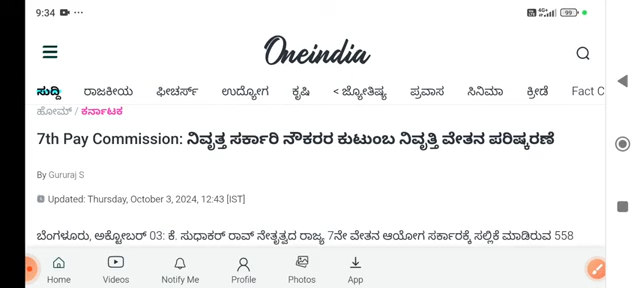 9:34
4G+
99
Oneindia
ಸುದ್ದಿ ರಾಜಕೀಯ ಫೀಚರ್ಸ್ ಉದ್ಯೋಗ ಕೃಷಿ < ಜ್ಯೋತಿಷ್ಯ ಪ್ರವಾಸ ಸಿನಿಮಾ ಕ್ರೀಡೆ Fact C
ಹೋಮ್ / ಕರ್ನಾಟಕ
7th Pay Commission: ನಿವೃತ್ತ ಸರ್ಕಾರಿ ನೌಕರರ ಕುಟುಂಬ ನಿವೃತ್ತಿ ವೇತನ ಪರಿಷ್ಕರಣೆ
By Gururaj S
Updated: Thursday, October 3, 2024, 12:43 [IST]
ಬೆಂಗಳೂರು, ಅಕ್ಟೋಬರ್ 03: ಕೆ. ಸುಧಾಕರ್ ರಾವ್ ನೇತೃತ್ವದ ರಾಜ್ಯ 7ನೇ ವೇತನ ಆಯೋಗ ಸರ್ಕಾರಕ್ಕೆ ಸಲ್ಲಿಕೆ ಮಾಡಿರುವ 558
Home Videos Notify Me Profile Photos App